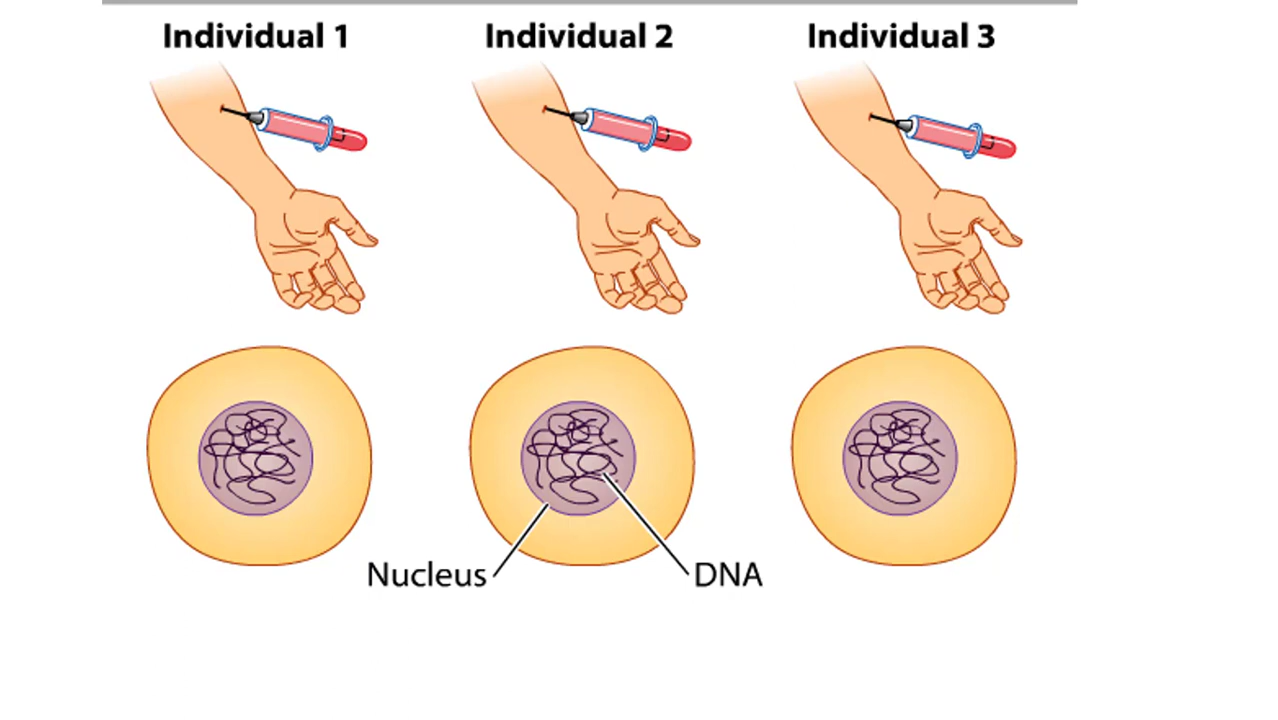 Individual 1
Individual 2
Individual 3
Nucleus
DNA